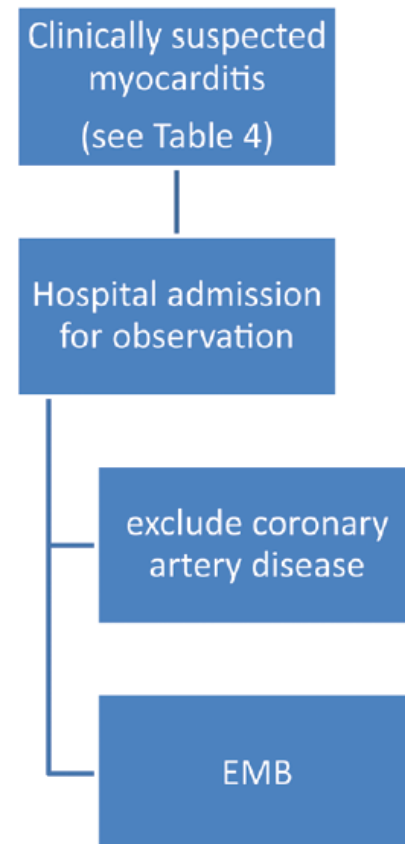 Clinically suspected
myocarditis
(see Table 4)
Hospital admission
for observation
exclude coronary
artery disease
EMB